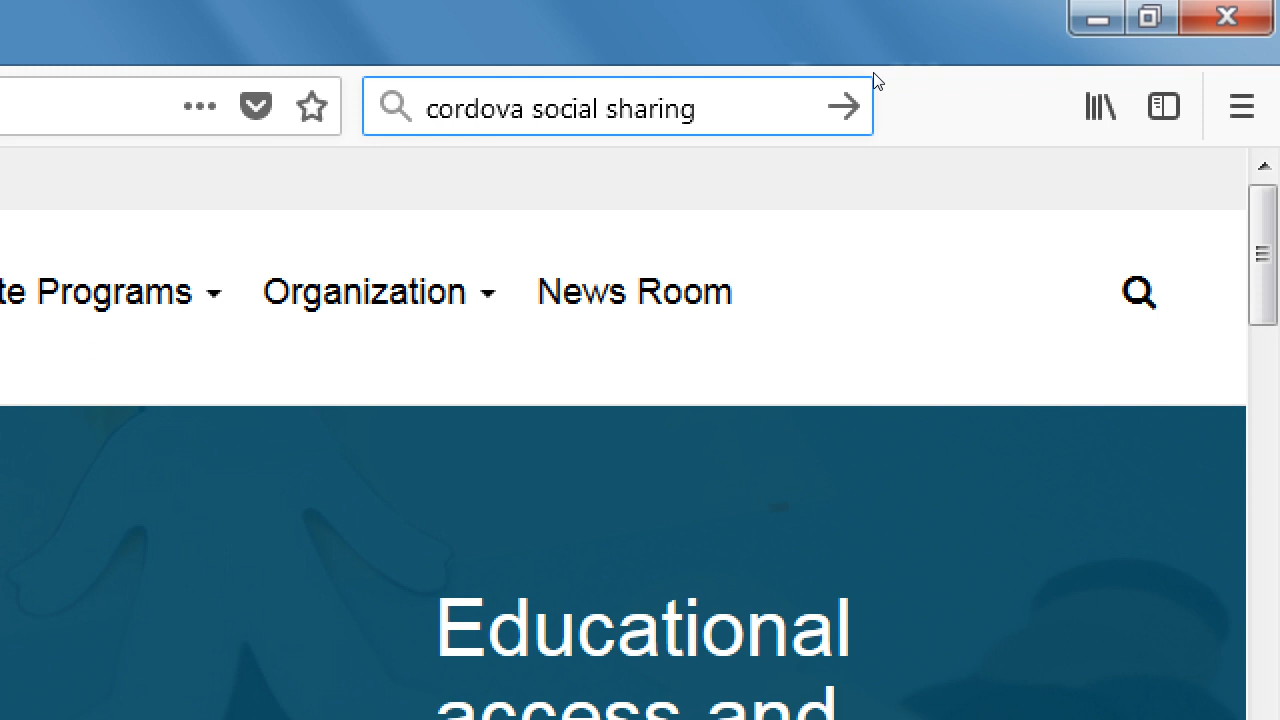 cordova social sharing
te Programs Organization News Room
Educational
access and